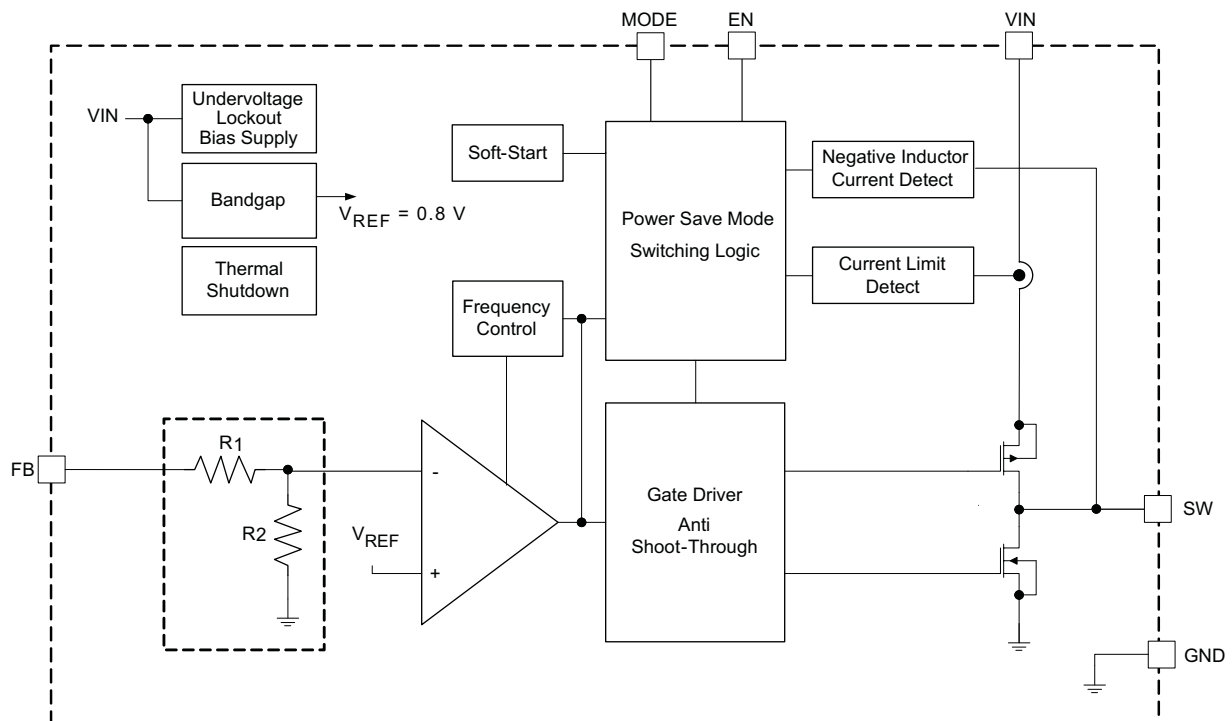 MODE
EN
VIN
VIN
Undervoltage
Lockout
Bias Supply
Soft-Start
Negative Inductor
Current Detect
Bandgap
V_REF = 0.8 V
Power Save Mode
Switching Logic
Thermal
Shutdown
Current Limit
Detect
Frequency
Control
FB
R1
R2
-
V_REF
+
Gate Driver
Anti
Shoot-Through
SW
GND